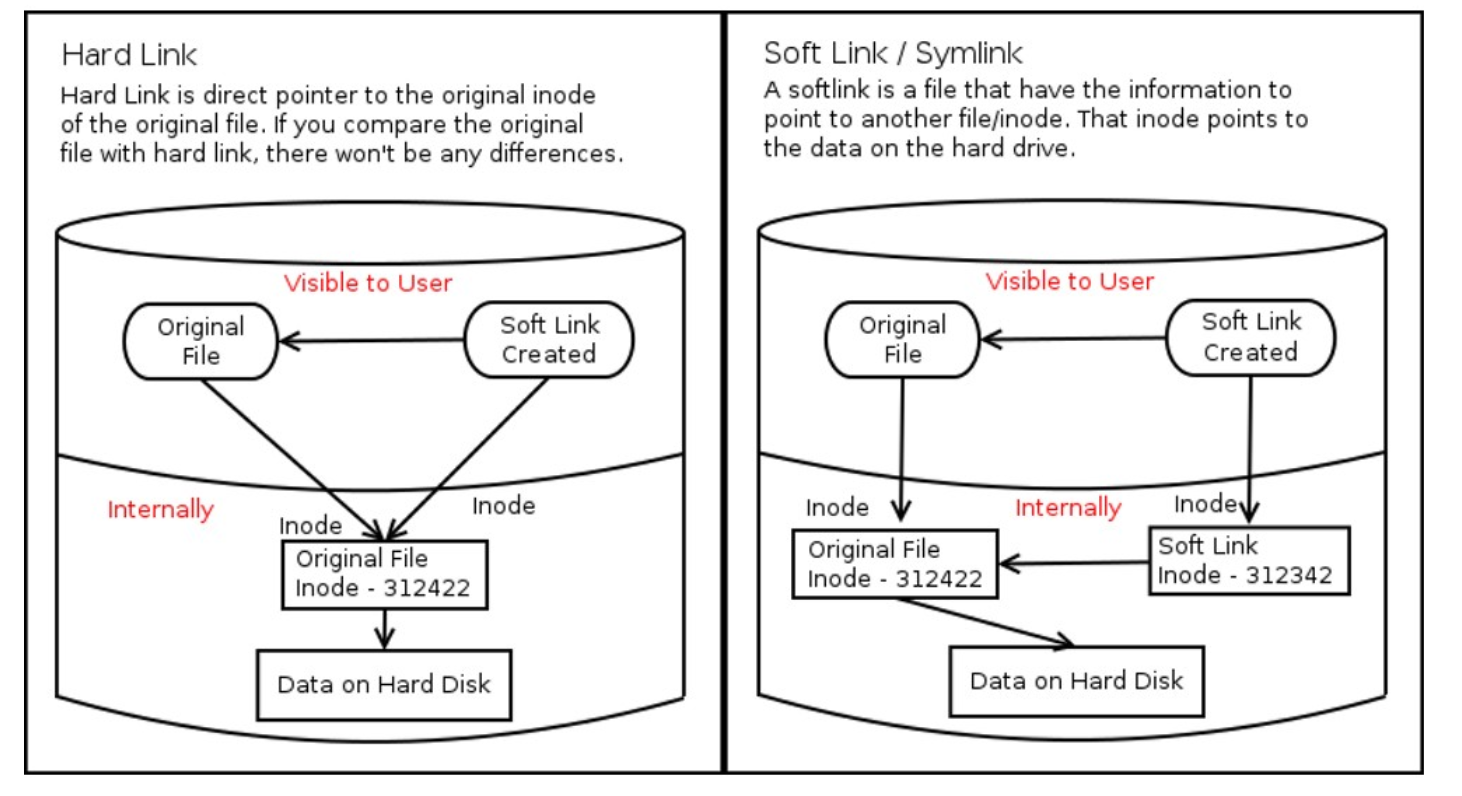 Hard Link
Hard Link is direct pointer to the original inode
of the original file. If you compare the original
file with hard link, there won't be any differences.
Visible to User
Original
File
Soft Link
Created
Internally
Inode
Inode
Original File
Inode - 312422
Data on Hard Disk
Soft Link / Symlink
A softlink is a file that have the information to
point to another file/inode. That inode points to
the data on the hard drive.
Visible to User
Original
File
Soft Link
Created
Inode
Internally
Inode
Original File
Inode - 312422
Soft Link
Inode - 312342
Data on Hard Disk